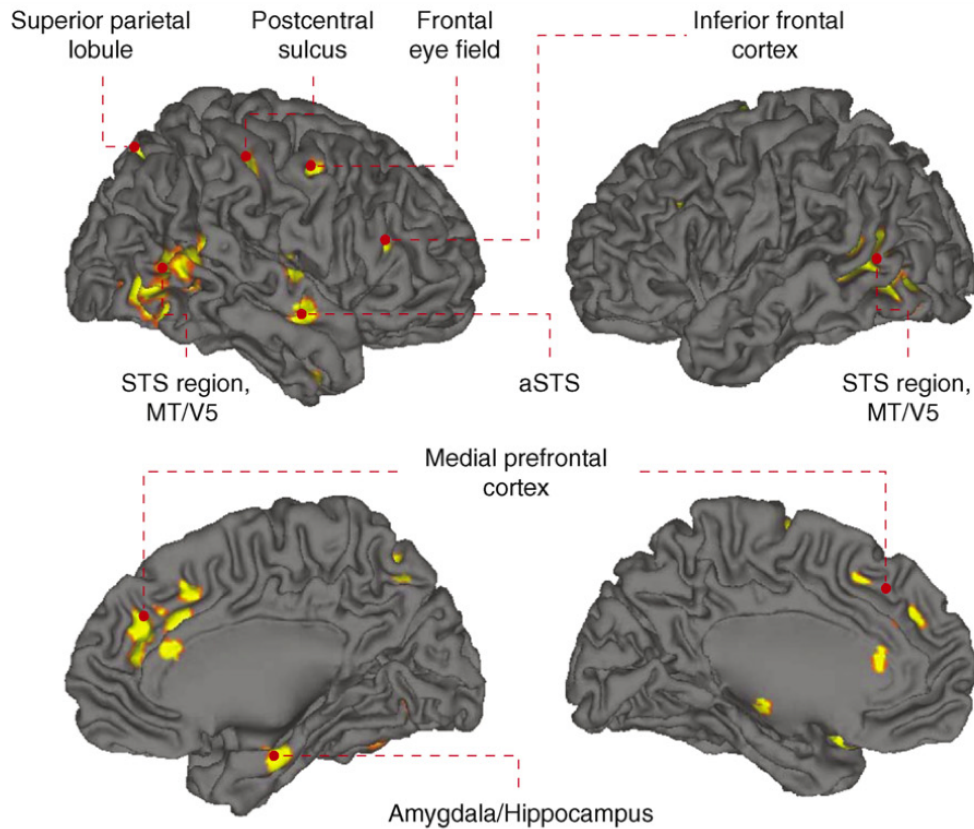 Superior parietal
lobule
Postcentral
sulcus
Frontal
eye field
Inferior frontal
cortex
STS region,
MT/V5
aSTS
STS region,
MT/V5
Medial prefrontal
cortex
Amygdala/Hippocampus